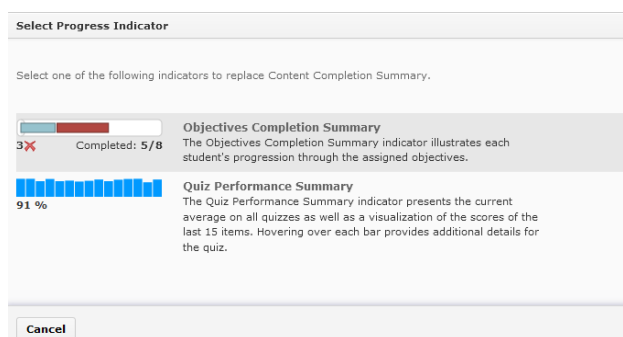 Select Progress Indicator
Select one of the following indicators to replace Content Completion Summary.
3 Completed: 5/8
Objectives Completion Summary
The Objectives Completion Summary indicator illustrates each
student's progression through the assigned objectives.
91 %
Quiz Performance Summary
The Quiz Performance Summary indicator presents the current
average on all quizzes as well as a visualization of the scores of the
last 15 items. Hovering over each bar provides additional details for
the quiz.
Cancel